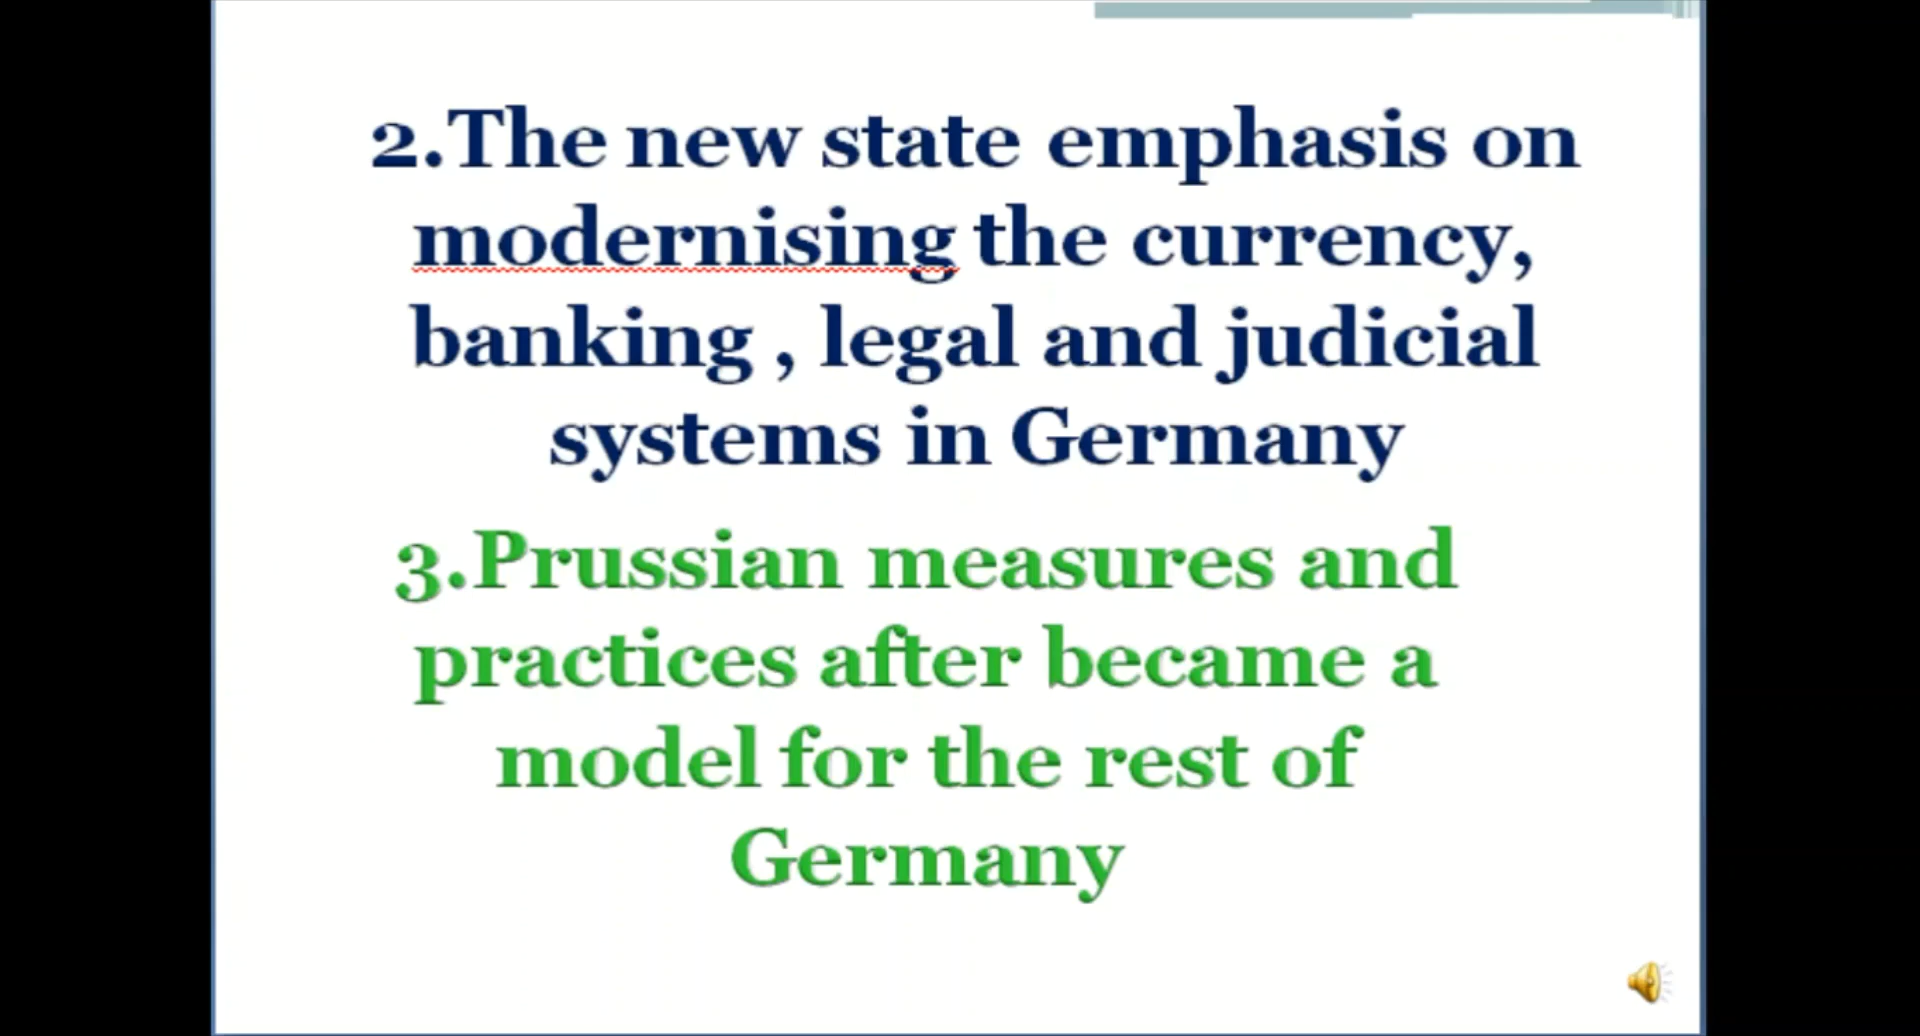 2.The new state emphasis on
modernising the currency,
banking , legal and judicial
systems in Germany
3.Prussian measures and
practices after became a
model for the rest of
Germany